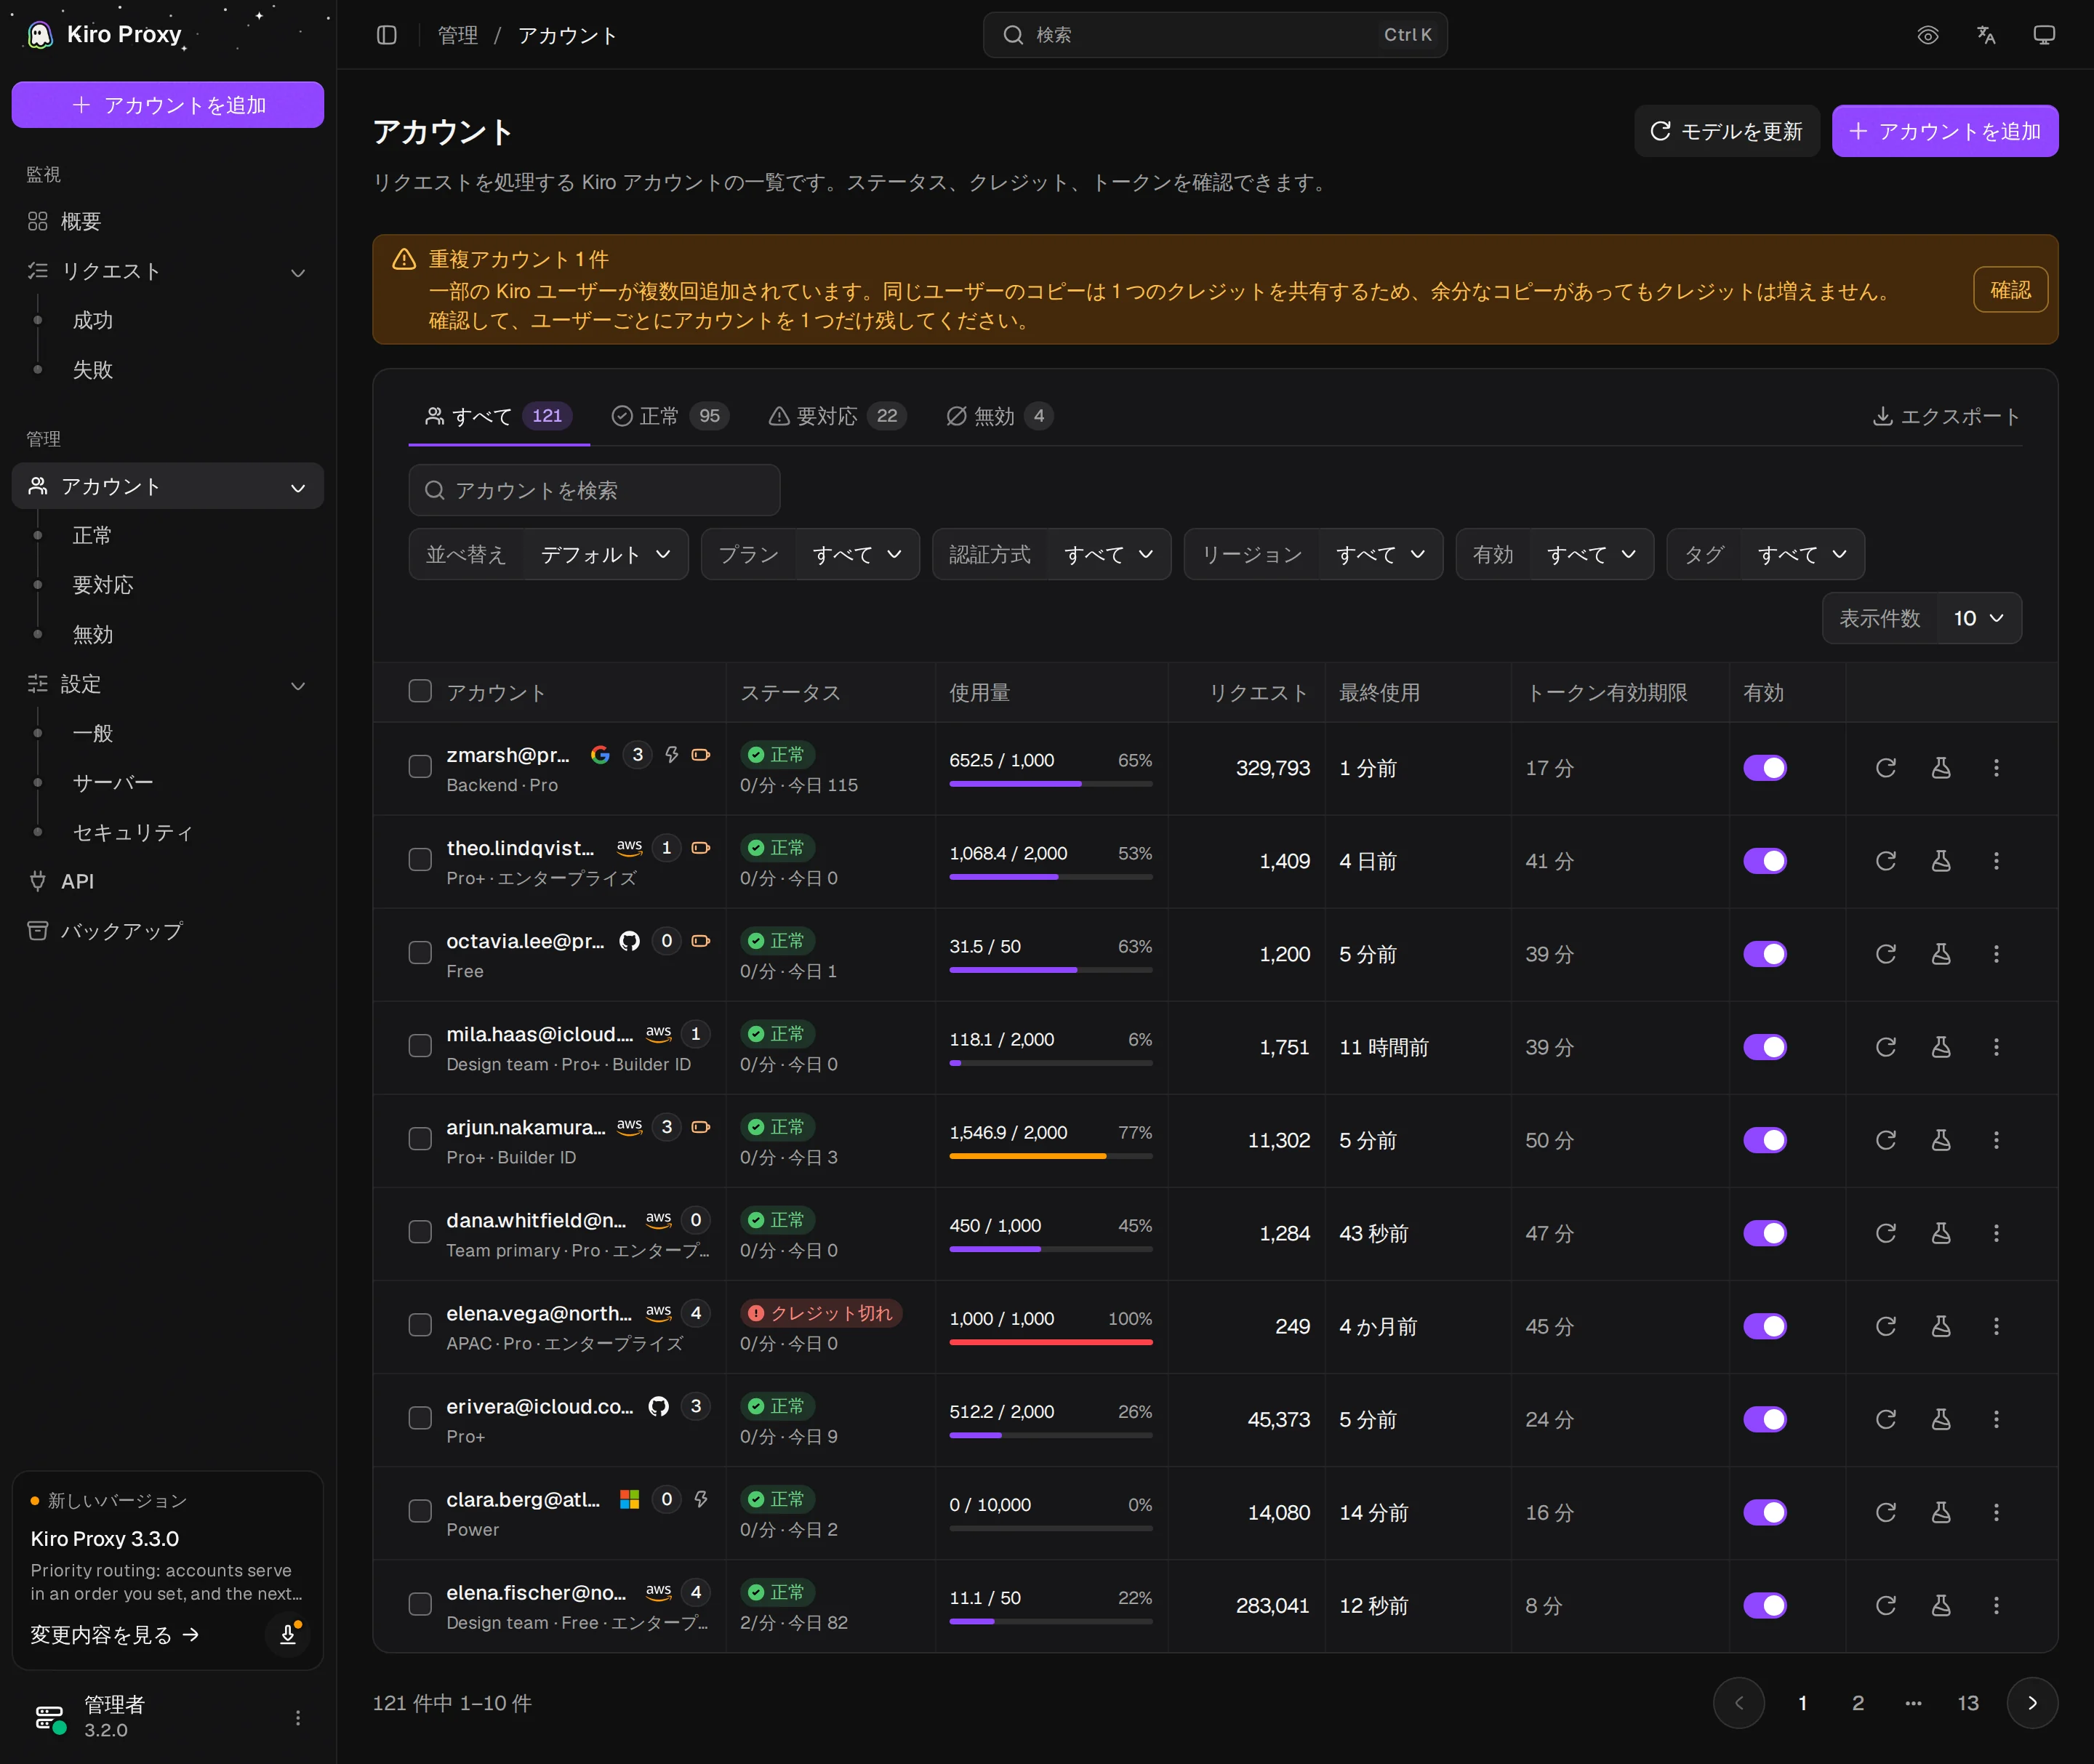 Kiro Proxy
アカウントを追加
監視
概要
リクエスト
成功
失敗
管理
アカウント
正常
要対応
無効
設定
一般
サーバー
セキュリティ
API
バックアップ
新しいバージョン
Kiro Proxy 3.3.0
Priority routing: accounts serve
in an order you set, and the next…
変更内容を見る →
管理者
3.2.0
管理 / アカウント
検索 Ctrl K
アカウント
モデルを更新
アカウントを追加
リクエストを処理する Kiro アカウントの一覧です。ステータス、クレジット、トークンを確認できます。
重複アカウント 1 件
一部の Kiro ユーザーが複数回追加されています。同じユーザーのコピーは 1 つのクレジットを共有するため、余分なコピーがあってもクレジットは増えません。
確認して、ユーザーごとにアカウントを 1 つだけ残してください。
確認
すべて 121 正常 95 要対応 22 無効 4 エクスポート
アカウントを検索
並べ替え デフォルト プラン すべて 認証方式 すべて リージョン すべて 有効 すべて タグ すべて
表示件数 10
アカウント ステータス 使用量 リクエスト 最終使用 トークン有効期限 有効
zmarsh@pr… 3 正常 652.5 / 1,000 65% 329,793 1 分前 17 分
Backend · Pro 0/分 · 今日 115
theo.lindqvist… aws 1 正常 1,068.4 / 2,000 53% 1,409 4 日前 41 分
Pro+ · エンタープライズ 0/分 · 今日 0
octavia.lee@pr… 0 正常 31.5 / 50 63% 1,200 5 分前 39 分
Free 0/分 · 今日 1
mila.haas@icloud.… aws 1 正常 118.1 / 2,000 6% 1,751 11 時間前 39 分
Design team · Pro+ · Builder ID 0/分 · 今日 0
arjun.nakamura… aws 3 正常 1,546.9 / 2,000 77% 11,302 5 分前 50 分
Pro+ · Builder ID 0/分 · 今日 3
dana.whitfield@n… aws 0 正常 450 / 1,000 45% 1,284 43 秒前 47 分
Team primary · Pro · エンタープ… 0/分 · 今日 0
elena.vega@north… aws 4 クレジット切れ 1,000 / 1,000 100% 249 4 か月前 45 分
APAC · Pro · エンタープライズ 0/分 · 今日 0
erivera@icloud.co… 3 正常 512.2 / 2,000 26% 45,373 5 分前 24 分
Pro+ 0/分 · 今日 9
clara.berg@atl… 0 正常 0 / 10,000 0% 14,080 14 分前 16 分
Power 0/分 · 今日 2
elena.fischer@no… aws 4 正常 11.1 / 50 22% 283,041 12 秒前 8 分
Design team · Free · エンタープ… 2/分 · 今日 82
121 件中 1–10 件
1 2 … 13